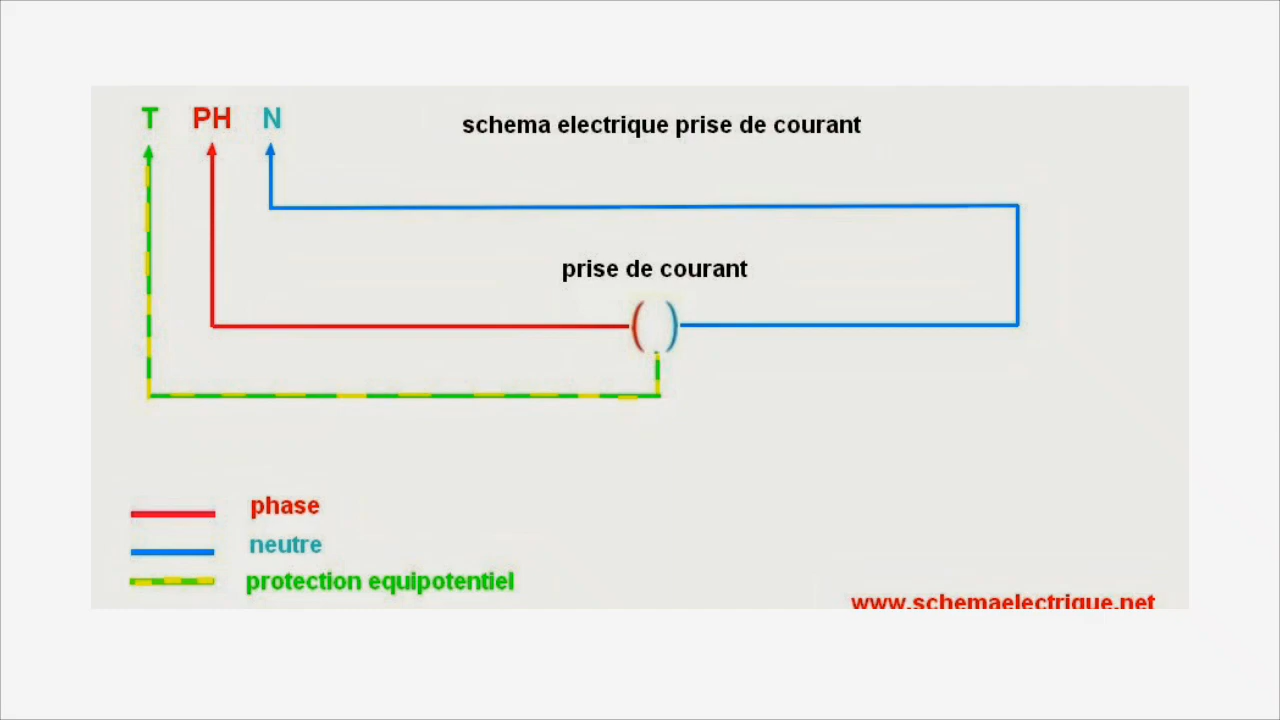 T PH N
schema electrique prise de courant
prise de courant
phase
neutre
protection equipotentiel
www.schemaelectrique.net